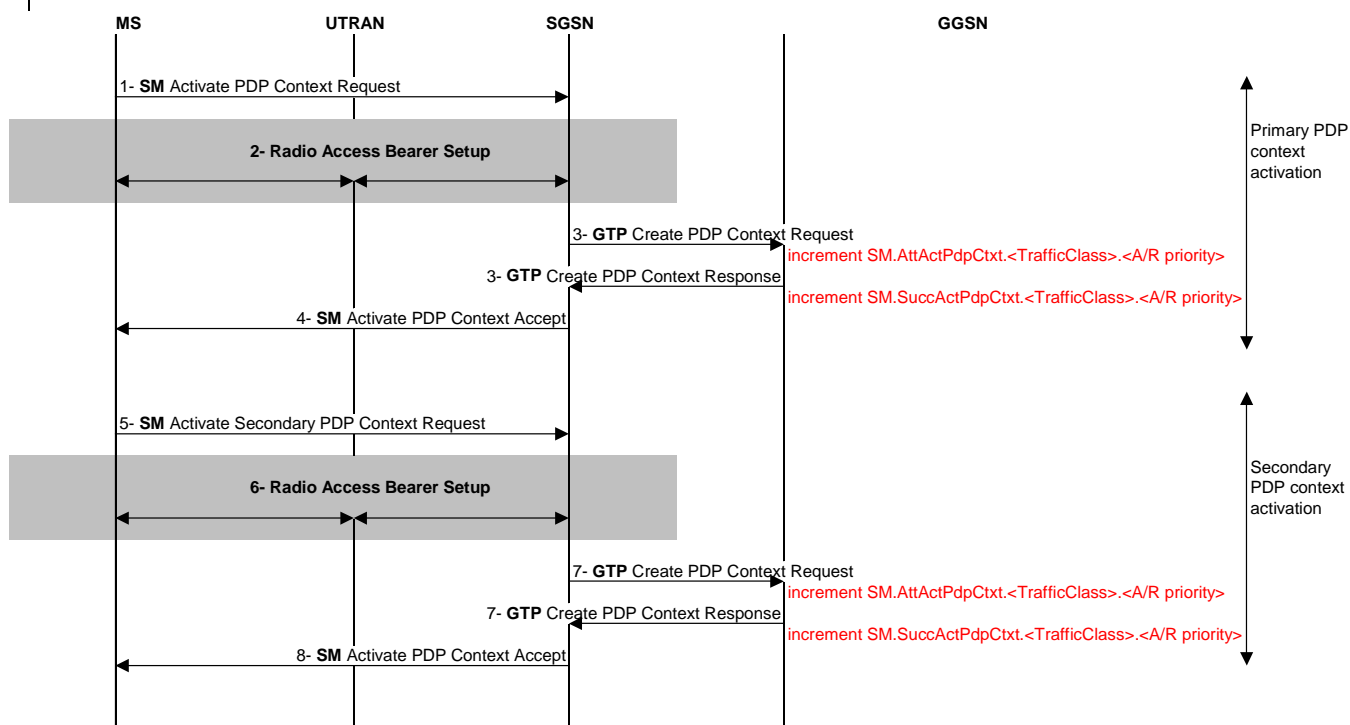 MS UTRAN SGSN GGSN
1- SM Activate PDP Context Request
Primary PDP
context
activation
2- Radio Access Bearer Setup
3- GTP Create PDP Context Request
increment SM.AttActPdpCtxt.<TrafficClass>.<A/R priority>
3- GTP Create PDP Context Response
increment SM.SuccActPdpCtxt.<TrafficClass>.<A/R priority>
4- SM Activate PDP Context Accept
5- SM Activate Secondary PDP Context Request
Secondary
PDP context
activation
6- Radio Access Bearer Setup
7- GTP Create PDP Context Request
increment SM.AttActPdpCtxt.<TrafficClass>.<A/R priority>
7- GTP Create PDP Context Response
increment SM.SuccActPdpCtxt.<TrafficClass>.<A/R priority>
8- SM Activate PDP Context Accept